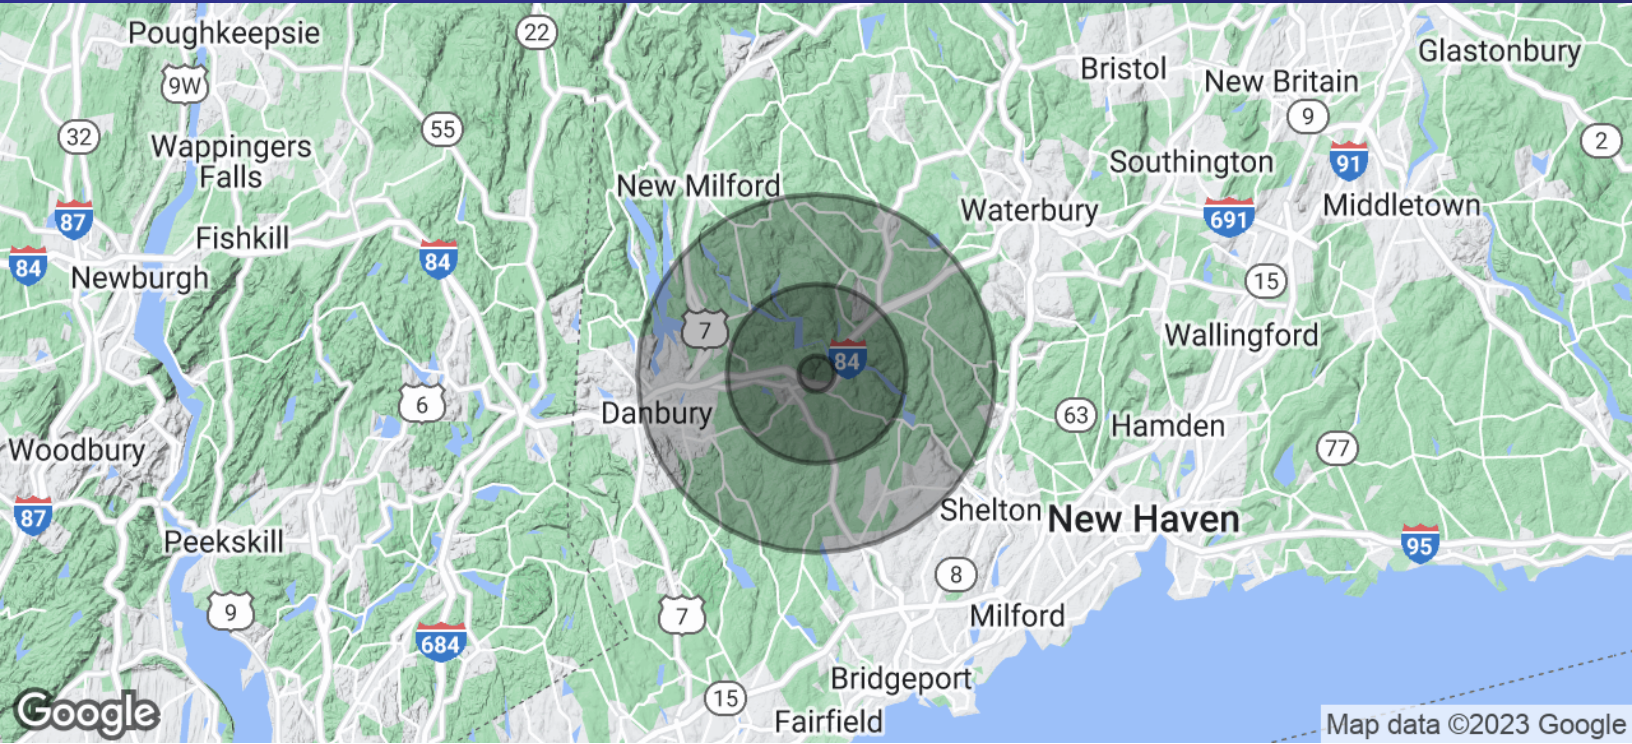 Poughkeepsie
22
Glastonbury
Bristol
New Britain
9W
9
32
55
2
Wappingers
Falls
Southington
91
New Milford
Waterbury
Middletown
87
691
Fishkill
84
84
Newburgh
15
7
Wallingford
84
6
Danbury
63
Hamden
Woodbury
77
87
Shelton
New Haven
Peekskill
95
8
9
7
Milford
684
Bridgeport
15
Google
Fairfield
Map data ©2023 Google